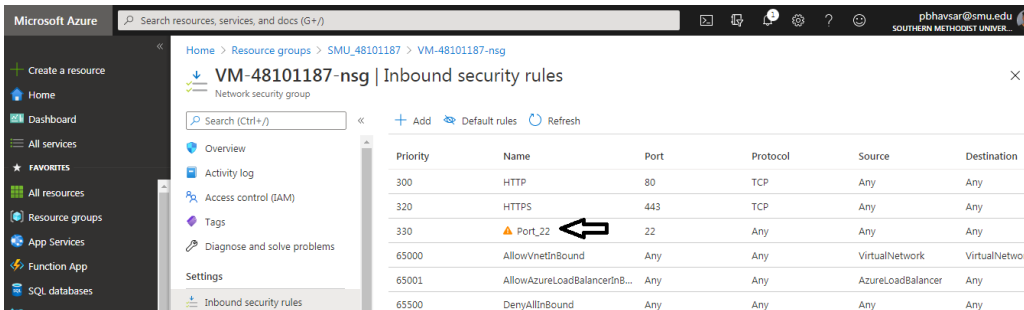 Microsoft Azure
Search resources, services, and docs (G+/)
1
pbhavsar@smu.edu
SOUTHERN METHODIST UNIVER...
Create a resource
Home
Dashboard
All services
FAVORITES
All resources
Resource groups
App Services
Function App
SQL databases
Home > Resource groups > SMU_48101187 > VM-48101187-nsg
VM-48101187-nsg | Inbound security rules
Network security group
Search (Ctrl+/)
Overview
Activity log
Access control (IAM)
Tags
Diagnose and solve problems
Settings
Inbound security rules
Add Default rules Refresh
Priority Name Port Protocol Source Destination
300 HTTP 80 TCP Any Any
320 HTTPS 443 TCP Any Any
330 Port_22 22 Any Any Any
65000 AllowVnetInBound Any Any VirtualNetwork VirtualNetwo
65001 AllowAzureLoadBalancerInB... Any Any AzureLoadBalancer Any
65500 DenyAllInBound Any Any Any Any